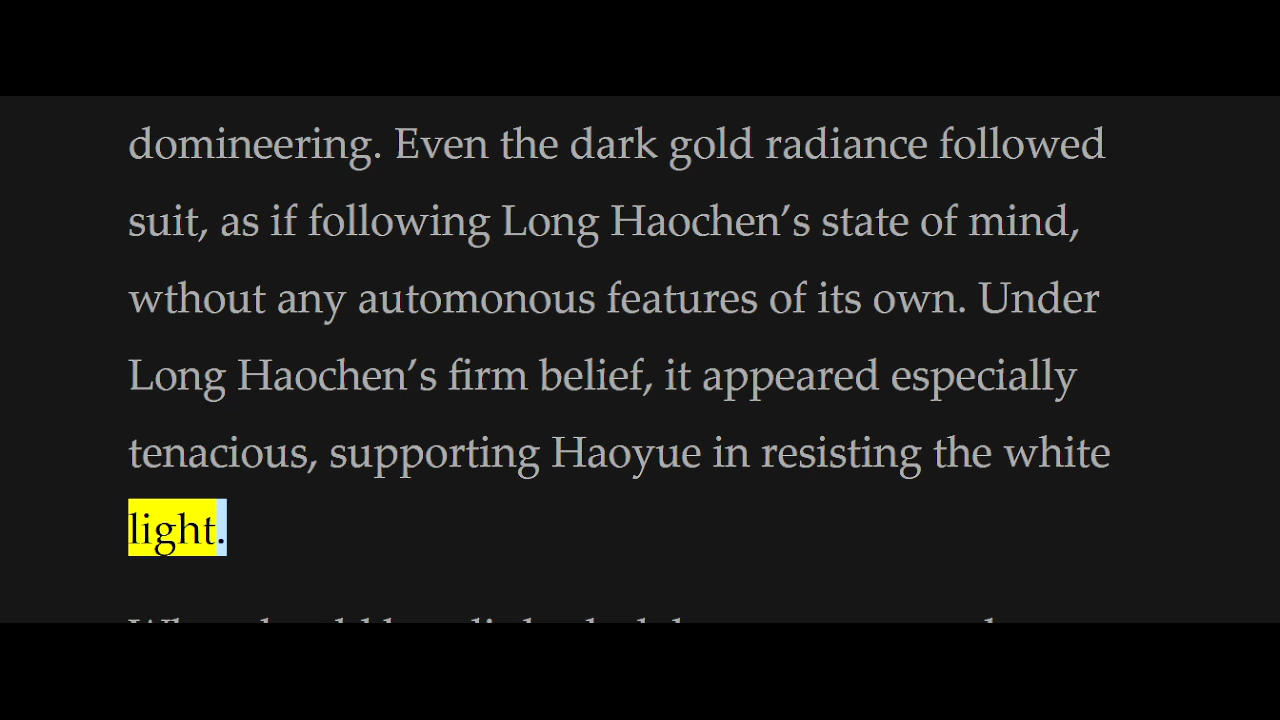 domineering. Even the dark gold radiance followed
suit, as if following Long Haochen’s state of mind,
wthout any automonous features of its own. Under
Long Haochen’s firm belief, it appeared especially
tenacious, supporting Haoyue in resisting the white
light.